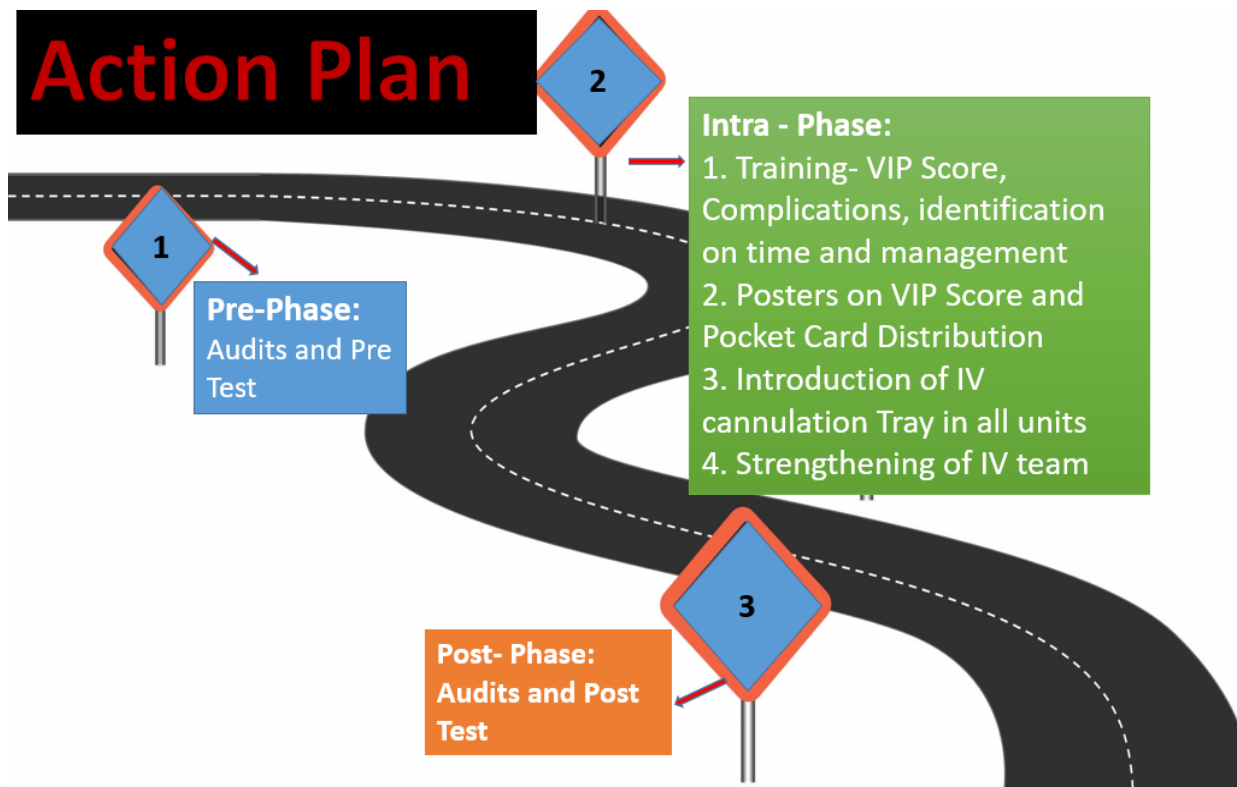 Action Plan
1
Pre-Phase:
Audits and Pre
Test
2
Intra - Phase:
1. Training- VIP Score,
Complications, identification
on time and management
2. Posters on VIP Score and
Pocket Card Distribution
3. Introduction of IV
cannulation Tray in all units
4. Strengthening of IV team
3
Post- Phase:
Audits and Post
Test